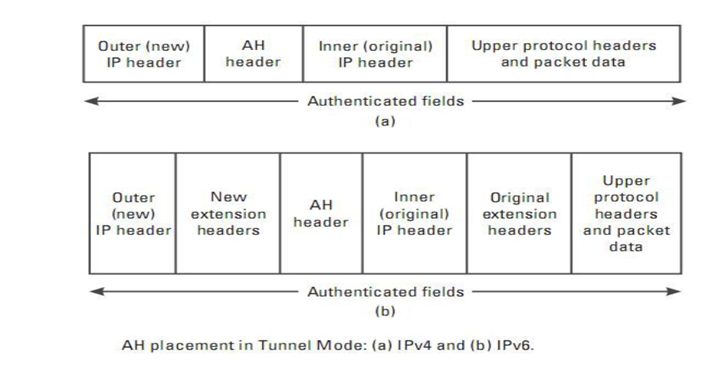 Outer (new)
IP header
AH
header
Inner (original)
IP header
Upper protocol headers
and packet data
Authenticated fields
(a)
Outer
(new)
IP header
New
extension
headers
AH
header
Inner
(original)
IP header
Original
extension
headers
Upper
protocol
headers
and packet
data
Authenticated fields
(b)
AH placement in Tunnel Mode: (a) IPv4 and (b) IPv6.